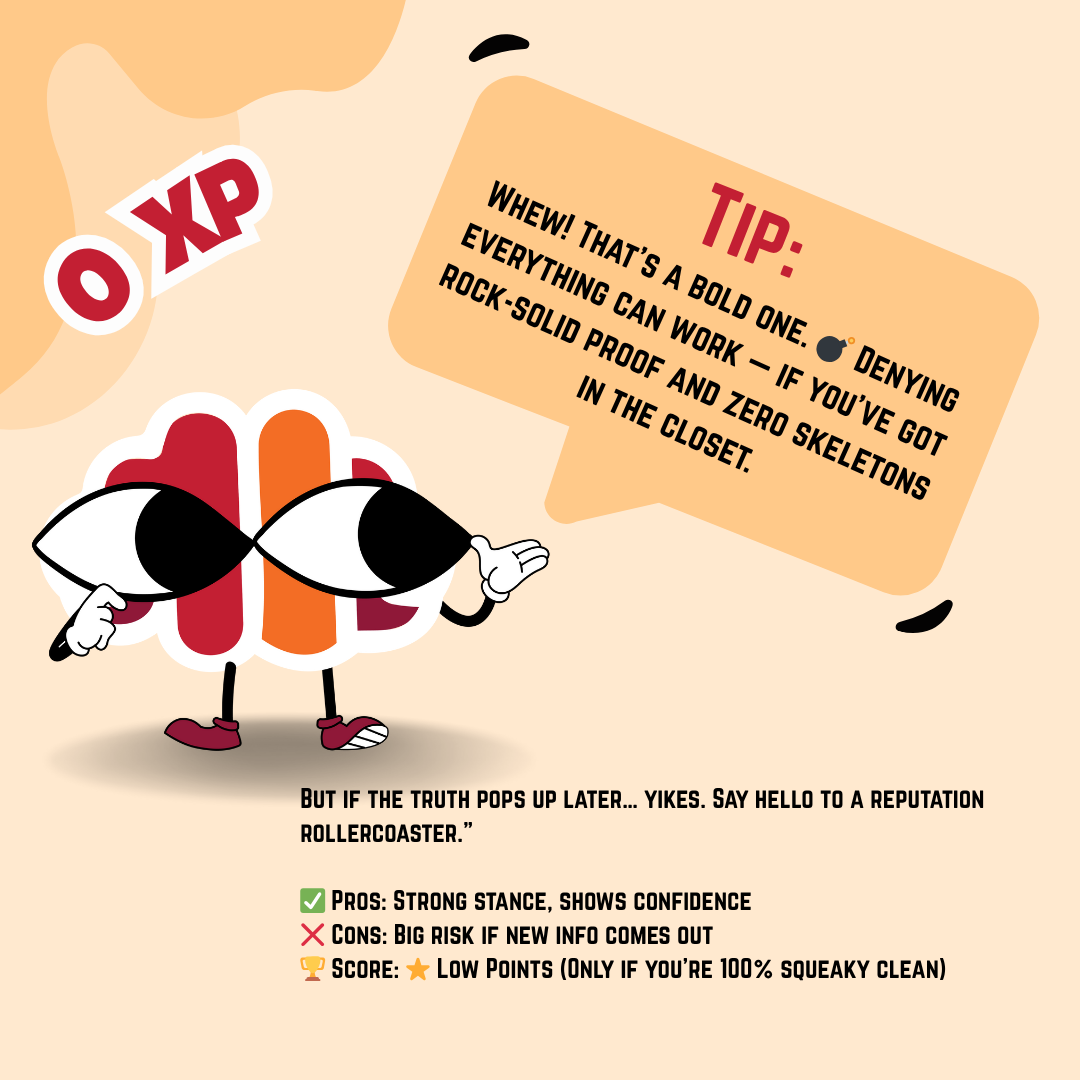 0 XP
Tip:
Whew! That's a bold one. 💣 Denying
everything can work — if you've got
rock-solid proof and zero skeletons
in the closet.
But if the truth pops up later... yikes. Say hello to a reputation
rollercoaster.”
✅ Pros: Strong stance, shows confidence
❌ Cons: Big risk if new info comes out
🏆 Score: ⭐ Low Points (Only if you're 100% squeaky clean)